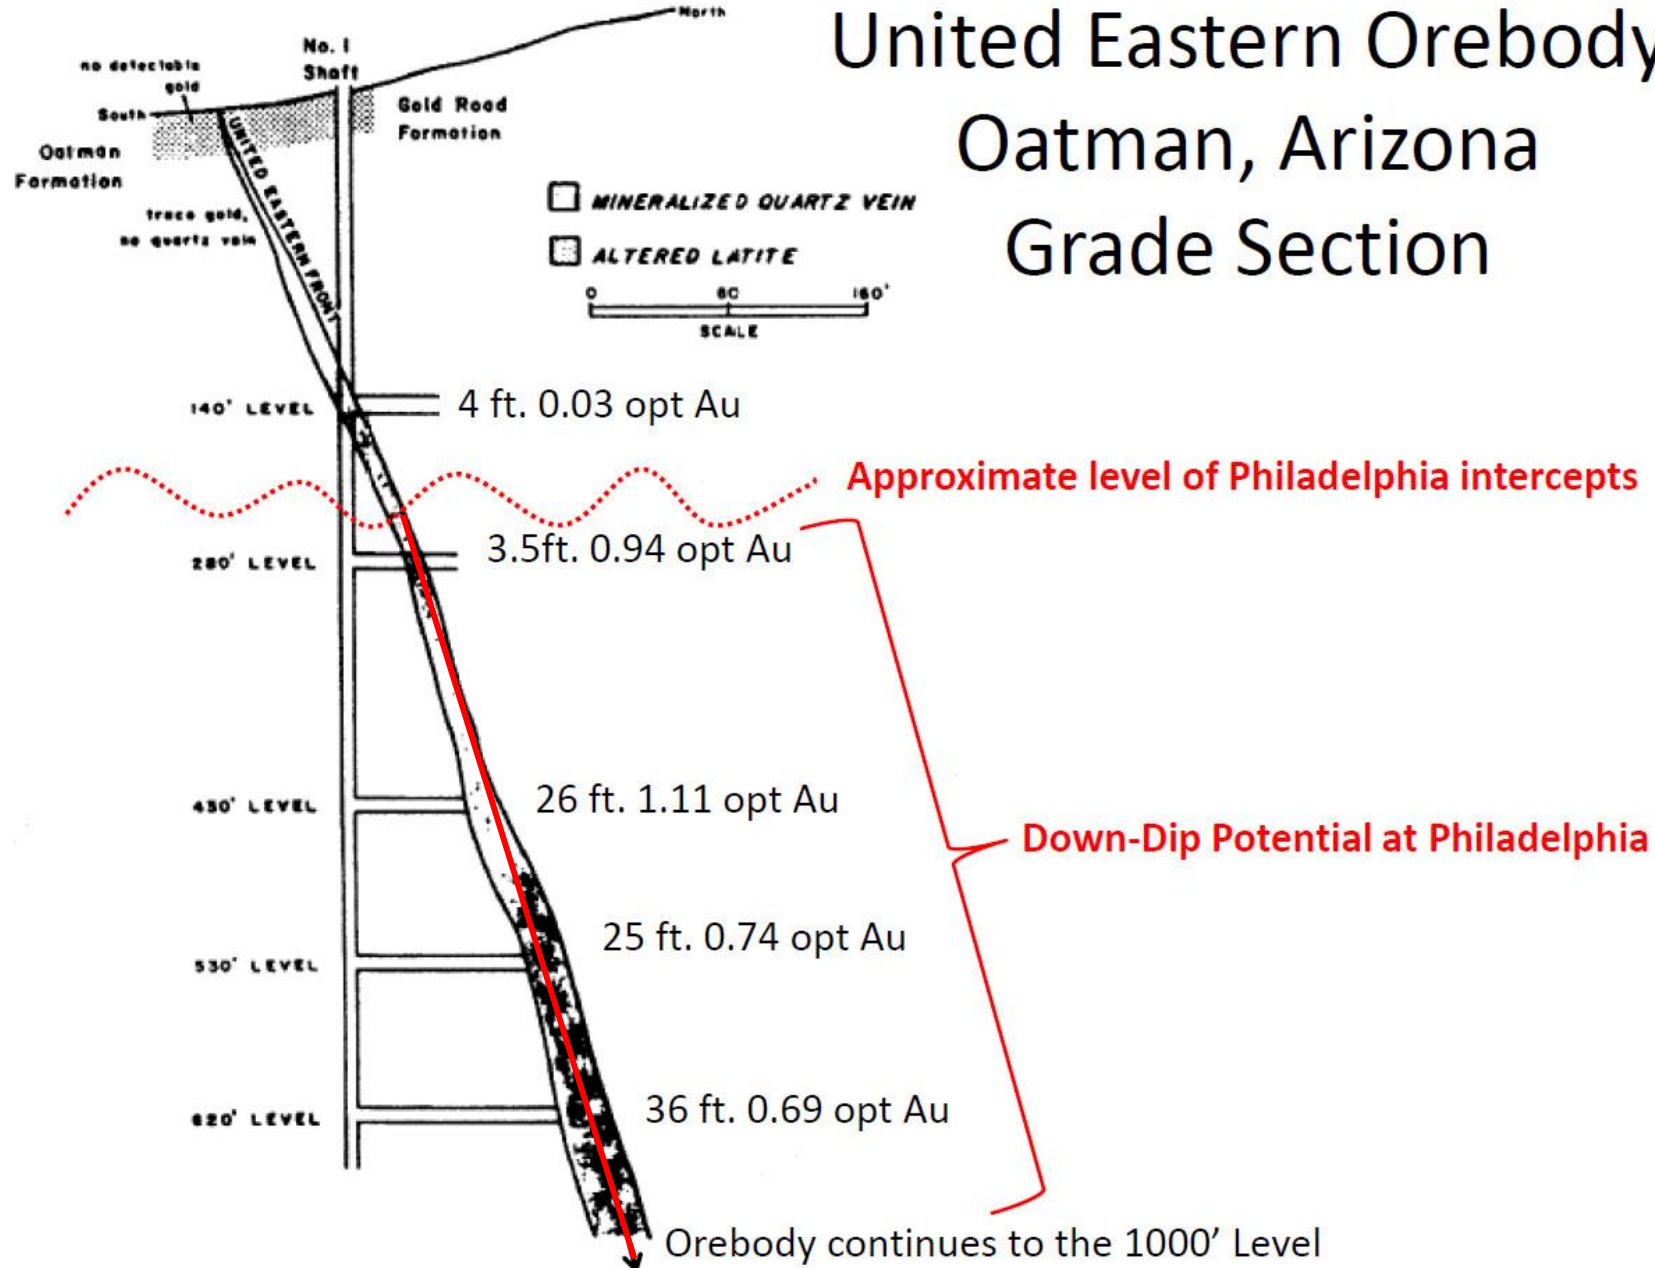 United Eastern Orebody
Oatman, Arizona
Grade Section
North
No. 1
Shaft
no detectable
gold
South
Gold Road
Formation
Oatman
Formation
UNITED EASTERN FRONT
trace gold,
no quartz vein
MINERALIZED QUARTZ VEIN
ALTERED LATITE
0 80 160'
SCALE
140' LEVEL
4 ft. 0.03 opt Au
Approximate level of Philadelphia intercepts
280' LEVEL
3.5ft. 0.94 opt Au
430' LEVEL
26 ft. 1.11 opt Au
Down-Dip Potential at Philadelphia
530' LEVEL
25 ft. 0.74 opt Au
620' LEVEL
36 ft. 0.69 opt Au
Orebody continues to the 1000’ Level